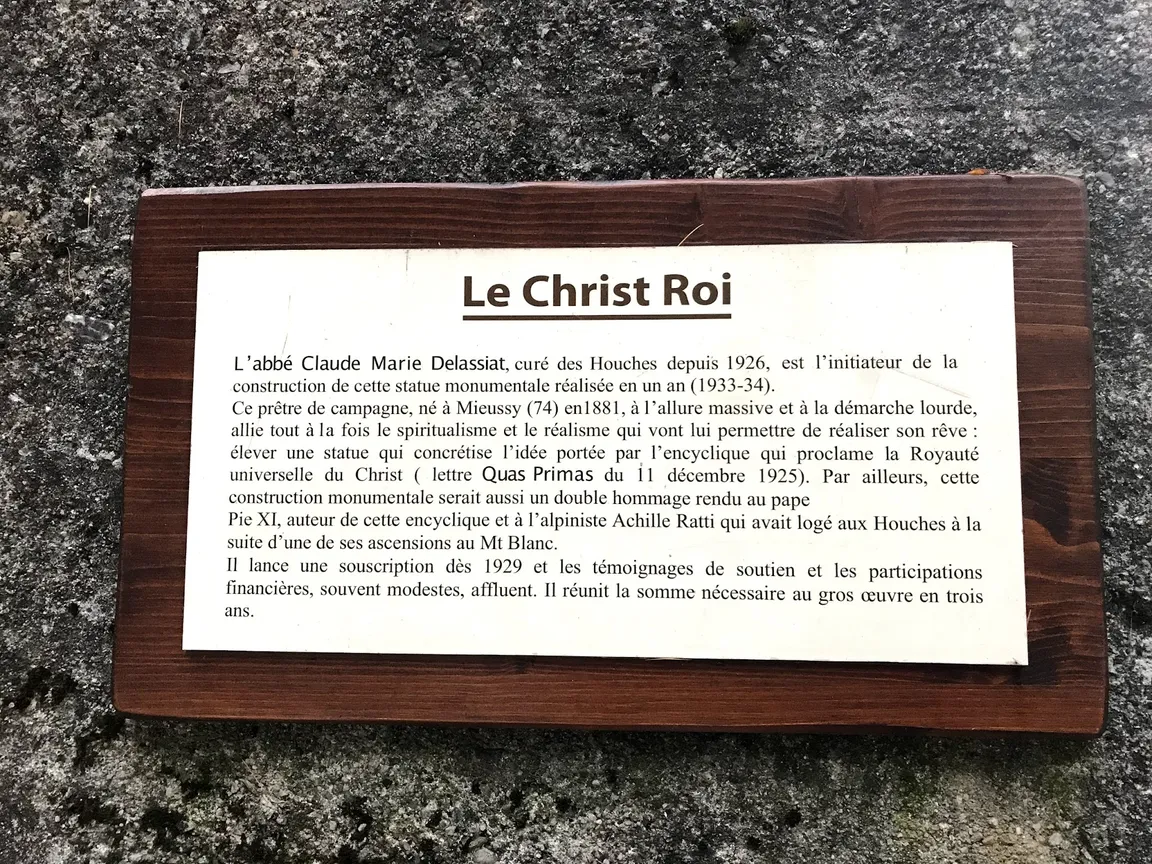 Le Christ Roi
L'abbé Claude Marie Delassiat, curé des Houches depuis 1926, est l'initiateur de la
construction de cette statue monumentale réalisée en un an (1933-34).
Ce prêtre de campagne, né à Mieussy (74) en1881, à l'allure massive et à la démarche lourde,
allie tout à la fois le spiritualisme et le réalisme qui vont lui permettre de réaliser son rêve :
élever une statue qui concrétise l'idée portée par l'encyclique qui proclame la Royauté
universelle du Christ ( lettre Quas Primas du 11 décembre 1925). Par ailleurs, cette
construction monumentale serait aussi un double hommage rendu au pape
Pie XI, auteur de cette encyclique et à l'alpiniste Achille Ratti qui avait logé aux Houches à la
suite d'une de ses ascensions au Mt Blanc.
Il lance une souscription dès 1929 et les témoignages de soutien et les participations
financières, souvent modestes, affluent. Il réunit la somme nécessaire au gros œuvre en trois
ans.